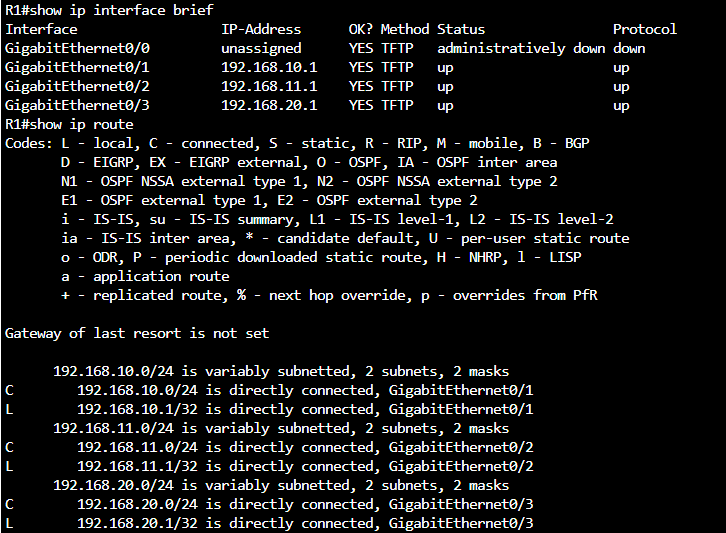 R1#show ip interface brief
Interface                  IP-Address      OK? Method Status                Protocol
GigabitEthernet0/0         unassigned      YES TFTP   administratively down down
GigabitEthernet0/1         192.168.10.1    YES TFTP   up                    up
GigabitEthernet0/2         192.168.11.1    YES TFTP   up                    up
GigabitEthernet0/3         192.168.20.1    YES TFTP   up                    up
R1#show ip route
Codes: L - local, C - connected, S - static, R - RIP, M - mobile, B - BGP
       D - EIGRP, EX - EIGRP external, O - OSPF, IA - OSPF inter area
       N1 - OSPF NSSA external type 1, N2 - OSPF NSSA external type 2
       E1 - OSPF external type 1, E2 - OSPF external type 2
       i - IS-IS, su - IS-IS summary, L1 - IS-IS level-1, L2 - IS-IS level-2
       ia - IS-IS inter area, * - candidate default, U - per-user static route
       o - ODR, P - periodic downloaded static route, H - NHRP, l - LISP
       a - application route
       + - replicated route, % - next hop override, p - overrides from PfR

Gateway of last resort is not set

      192.168.10.0/24 is variably subnetted, 2 subnets, 2 masks
C        192.168.10.0/24 is directly connected, GigabitEthernet0/1
L        192.168.10.1/32 is directly connected, GigabitEthernet0/1
      192.168.11.0/24 is variably subnetted, 2 subnets, 2 masks
C        192.168.11.0/24 is directly connected, GigabitEthernet0/2
L        192.168.11.1/32 is directly connected, GigabitEthernet0/2
      192.168.20.0/24 is variably subnetted, 2 subnets, 2 masks
C        192.168.20.0/24 is directly connected, GigabitEthernet0/3
L        192.168.20.1/32 is directly connected, GigabitEthernet0/3